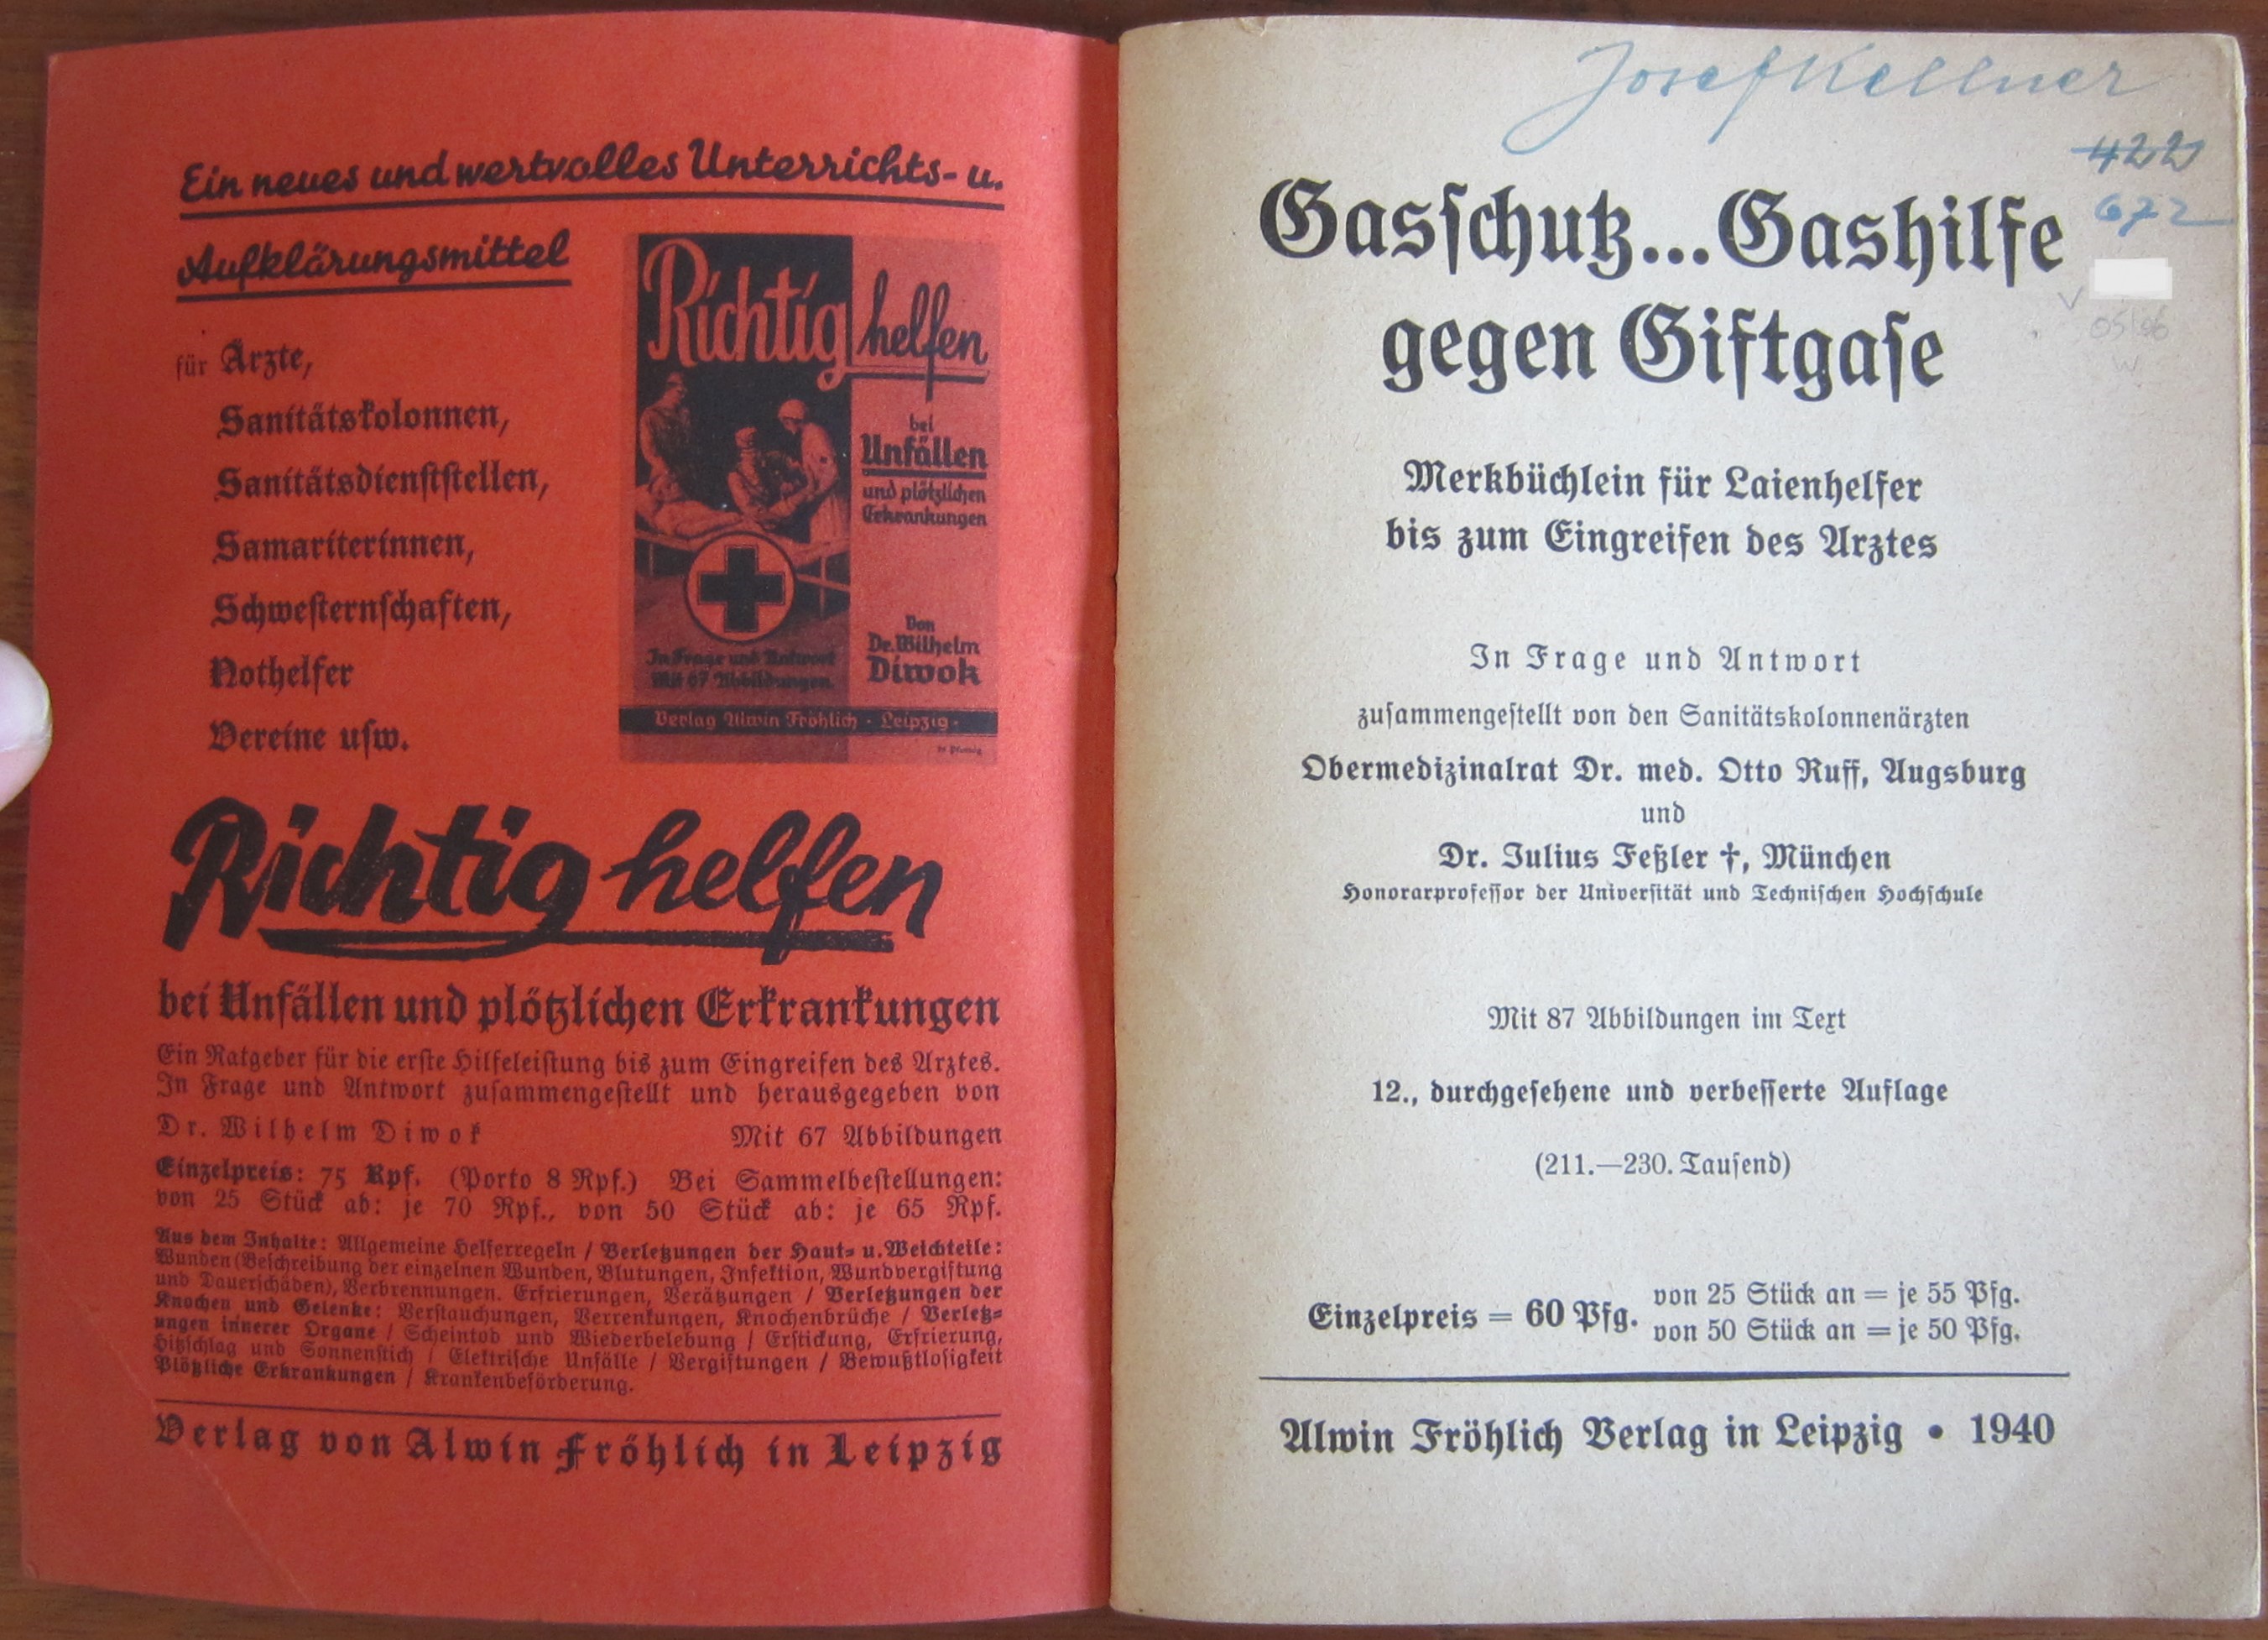 Ein neues und wertvolles Unterrichts- u.
Aufklärungsmittel
für Ärzte,
Sanitätskolonnen,
Sanitätsdienststellen,
Samariterinnen,
Schwesternschaften,
Nothelfer
Vereine usw.
Richtig helfen
bei
Unfällen
und plötzlichen
Erkrankungen
Von
Dr. Wilhelm
Diwok
In Frage und Antwort
Mit 67 Abbildungen
Verlag Alwin Fröhlich - Leipzig -
Richtig helfen
bei Unfällen und plötzlichen Erkrankungen
Ein Ratgeber für die erste Hilfeleistung bis zum Eingreifen des Arztes.
In Frage und Antwort zusammengestellt und herausgegeben von
Dr. Wilhelm Diwok Mit 67 Abbildungen
Einzelpreis: 75 Rpf. (Porto 8 Rpf.) Bei Sammelbestellungen:
von 25 Stück ab: je 70 Rpf., von 50 Stück ab: je 65 Rpf.
Aus dem Inhalte: Allgemeine Helferregeln / Verletzungen der Haut- u. Weichteile:
Wunden (Beschreibung der einzelnen Wunden, Blutungen, Infektion, Wundvergiftung
und Dauerschäden), Verbrennungen. Erfrierungen, Verätzungen / Verletzungen der
Knochen und Gelenke: Verstauchungen, Verrenkungen, Knochenbrüche / Verletz-
ungen innerer Organe / Scheintod und Wiederbelebung / Erstickung, Erfrierung,
Hitzschlag und Sonnenstich / Elektrische Unfälle / Vergiftungen / Bewußtlosigkeit
Plötzliche Erkrankungen / Krankenbeförderung.
Verlag von Alwin Fröhlich in Leipzig
Josef Kellner
422
672
Gasschutz...Gashilfe
gegen Giftgase
05/06
w
Merkbüchlein für Laienhelfer
bis zum Eingreifen des Arztes
In Frage und Antwort
zusammengestellt von den Sanitätskolonnenärzten
Obermedizinalrat Dr. med. Otto Ruff, Augsburg
und
Dr. Julius Feßler †, München
Honorarprofessor der Universität und Technischen Hochschule
Mit 87 Abbildungen im Text
12., durchgesehene und verbesserte Auflage
(211.—230. Tausend)
Einzelpreis = 60 Pfg. von 25 Stück an = je 55 Pfg.
von 50 Stück an = je 50 Pfg.
Alwin Fröhlich Verlag in Leipzig • 1940